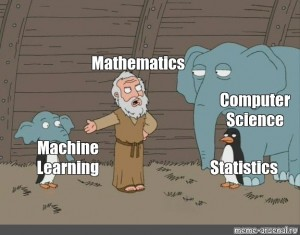 Mathematics
Computer
Science
Machine
Learning
Statistics
meme-arsenal.ru